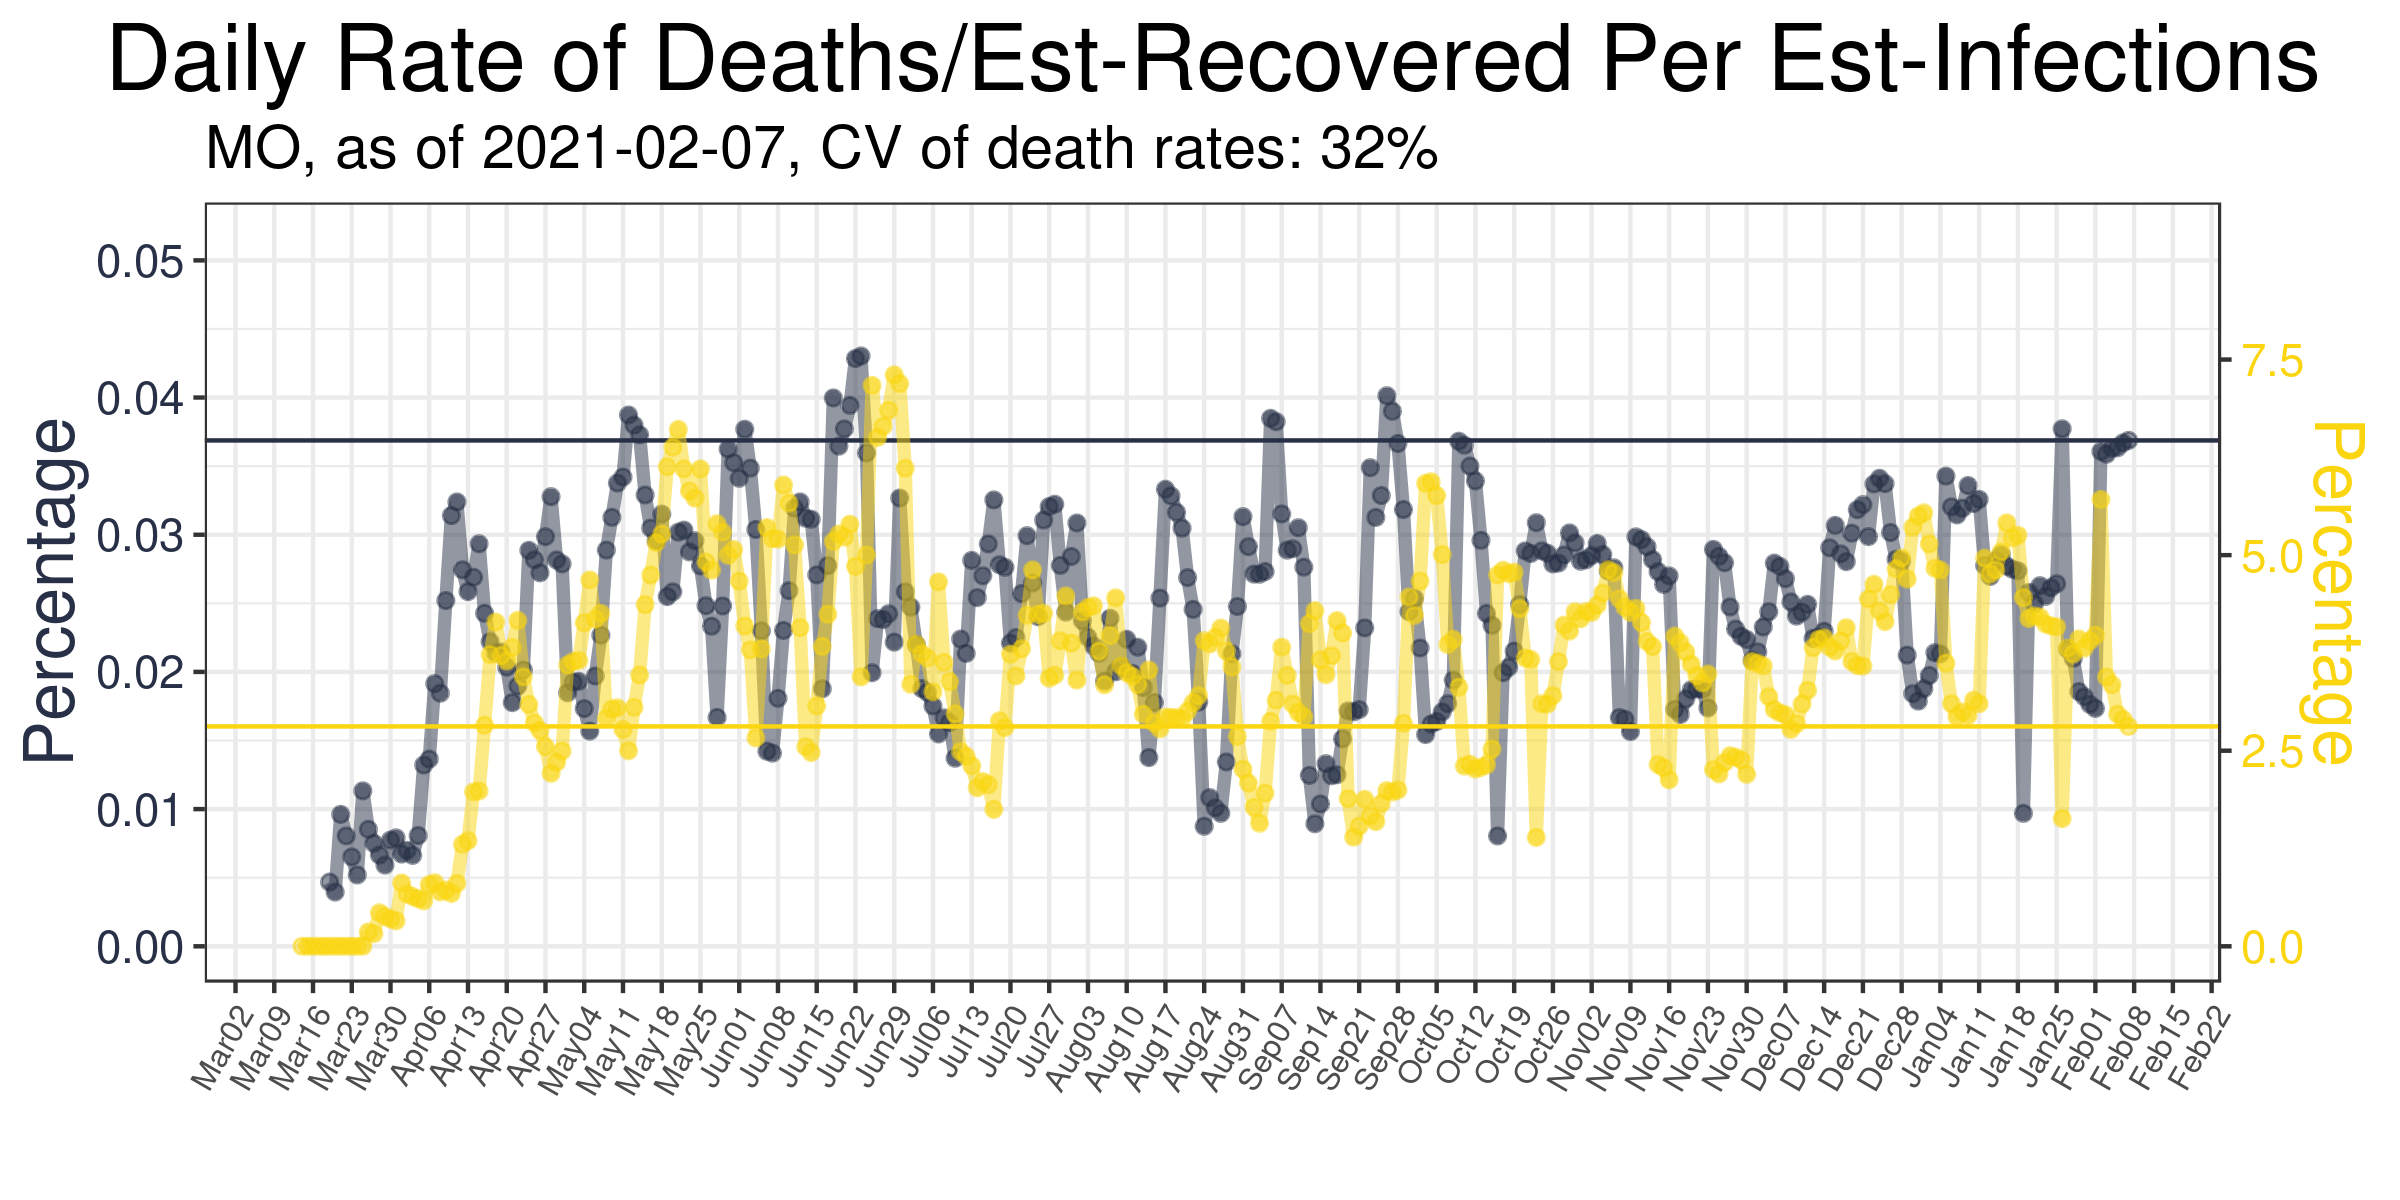 Daily Rate of Deaths/Est-Recovered Per Est-Infections
MO, as of 2021-02-07, CV of death rates: 32%
Percentage
0.05
0.04
0.03
0.02
0.01
0.00
7.5
5.0
2.5
0.0
Percentage
Mar02
Mar09
Mar16
Mar23
Mar30
Apr06
Apr13
Apr20
Apr27
May04
May11
May18
May25
Jun01
Jun08
Jun15
Jun22
Jun29
Jul06
Jul13
Jul20
Jul27
Aug03
Aug10
Aug17
Aug24
Aug31
Sep07
Sep14
Sep21
Sep28
Oct05
Oct12
Oct19
Oct26
Nov02
Nov09
Nov16
Nov23
Nov30
Dec07
Dec14
Dec21
Dec28
Dec04
Jan11
Jan18
Jan25
Feb01
Feb08
Feb15
Feb22